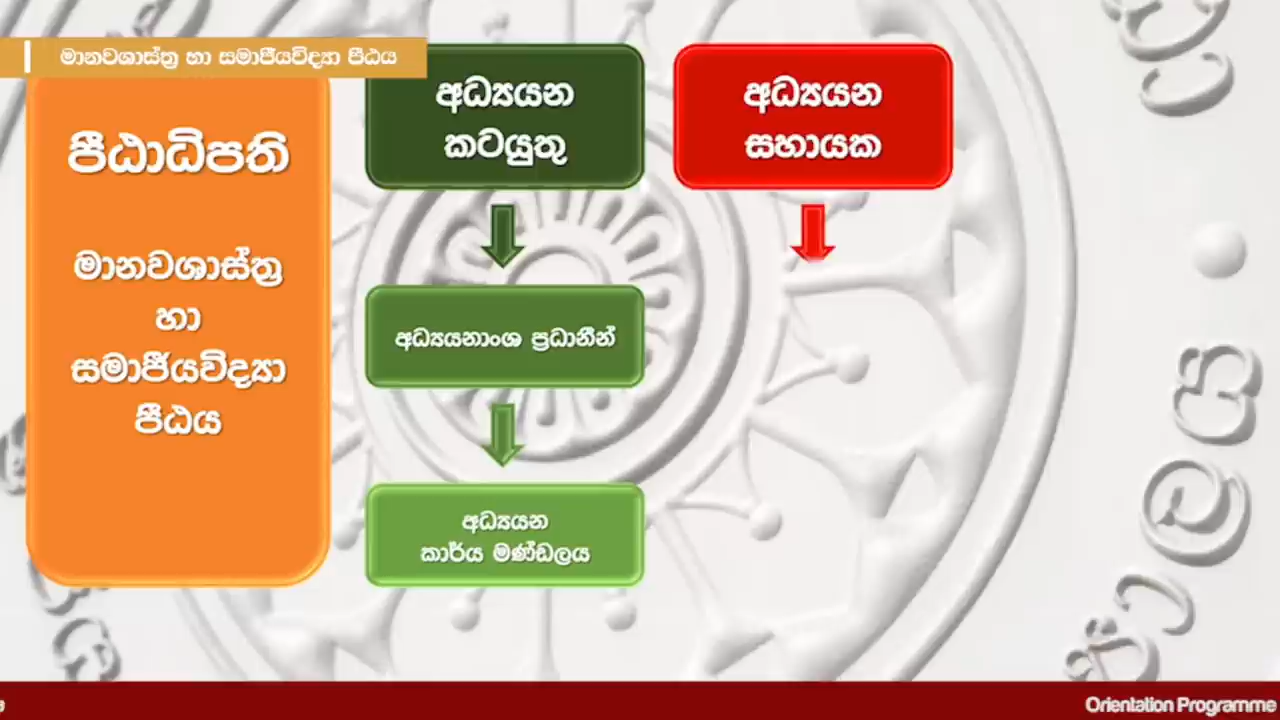 මානවශාස්ත්‍ර හා සමාජීයවිද්‍යා පීඨය
පීඨාධිපති
මානවශාස්ත්‍ර
හා
සමාජීයවිද්‍යා
පීඨය
අධ්‍යයන
කටයුතු
අධ්‍යයනාංශ ප්‍රධානීන්
අධ්‍යයන
කාර්ය මණ්ඩලය
අධ්‍යයන
සහායක
Orientation Programme